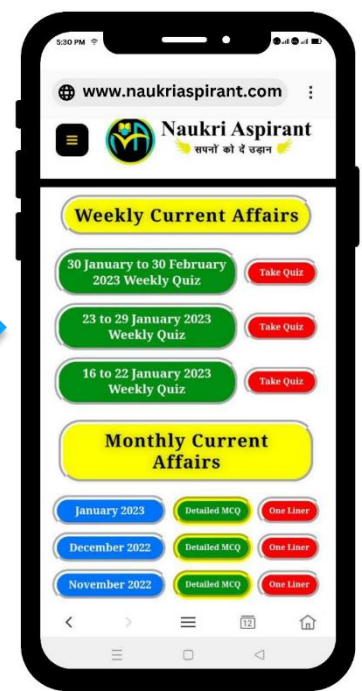 5:30 PM
www.naukriaspirant.com
Naukri Aspirant
सपनों को दें उड़ान
Weekly Current Affairs
30 January to 30 February
2023 Weekly Quiz
Take Quiz
23 to 29 January 2023
Weekly Quiz
Take Quiz
16 to 22 January 2023
Weekly Quiz
Take Quiz
Monthly Current
Affairs
January 2023
Detailed MCQ
One Liner
December 2022
Detailed MCQ
One Liner
November 2022
Detailed MCQ
One Liner
12